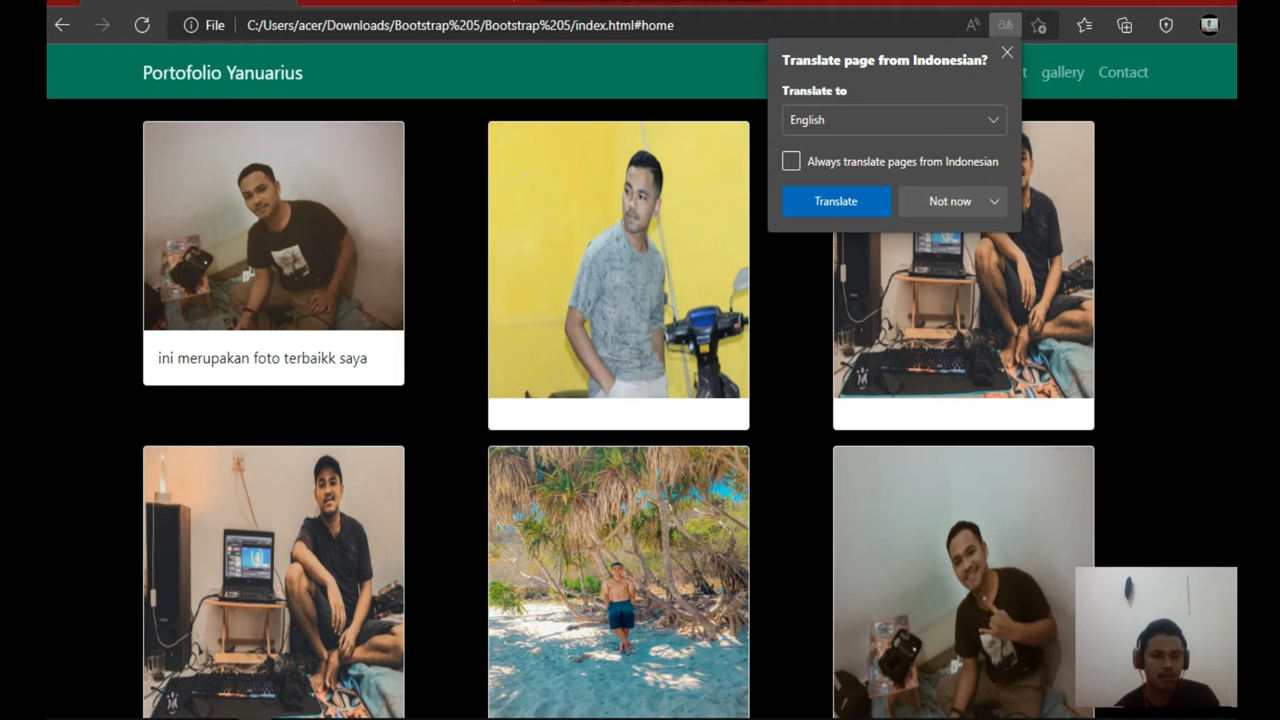 File
C:/Users/acer/Downloads/Bootstrap%205/Bootstrap%205/index.html#home
Portofolio Yanuarius
gallery
Contact
Translate page from Indonesian?
Translate to
English
Always translate pages from Indonesian
Translate
Not now
ini merupakan foto terbaikk saya